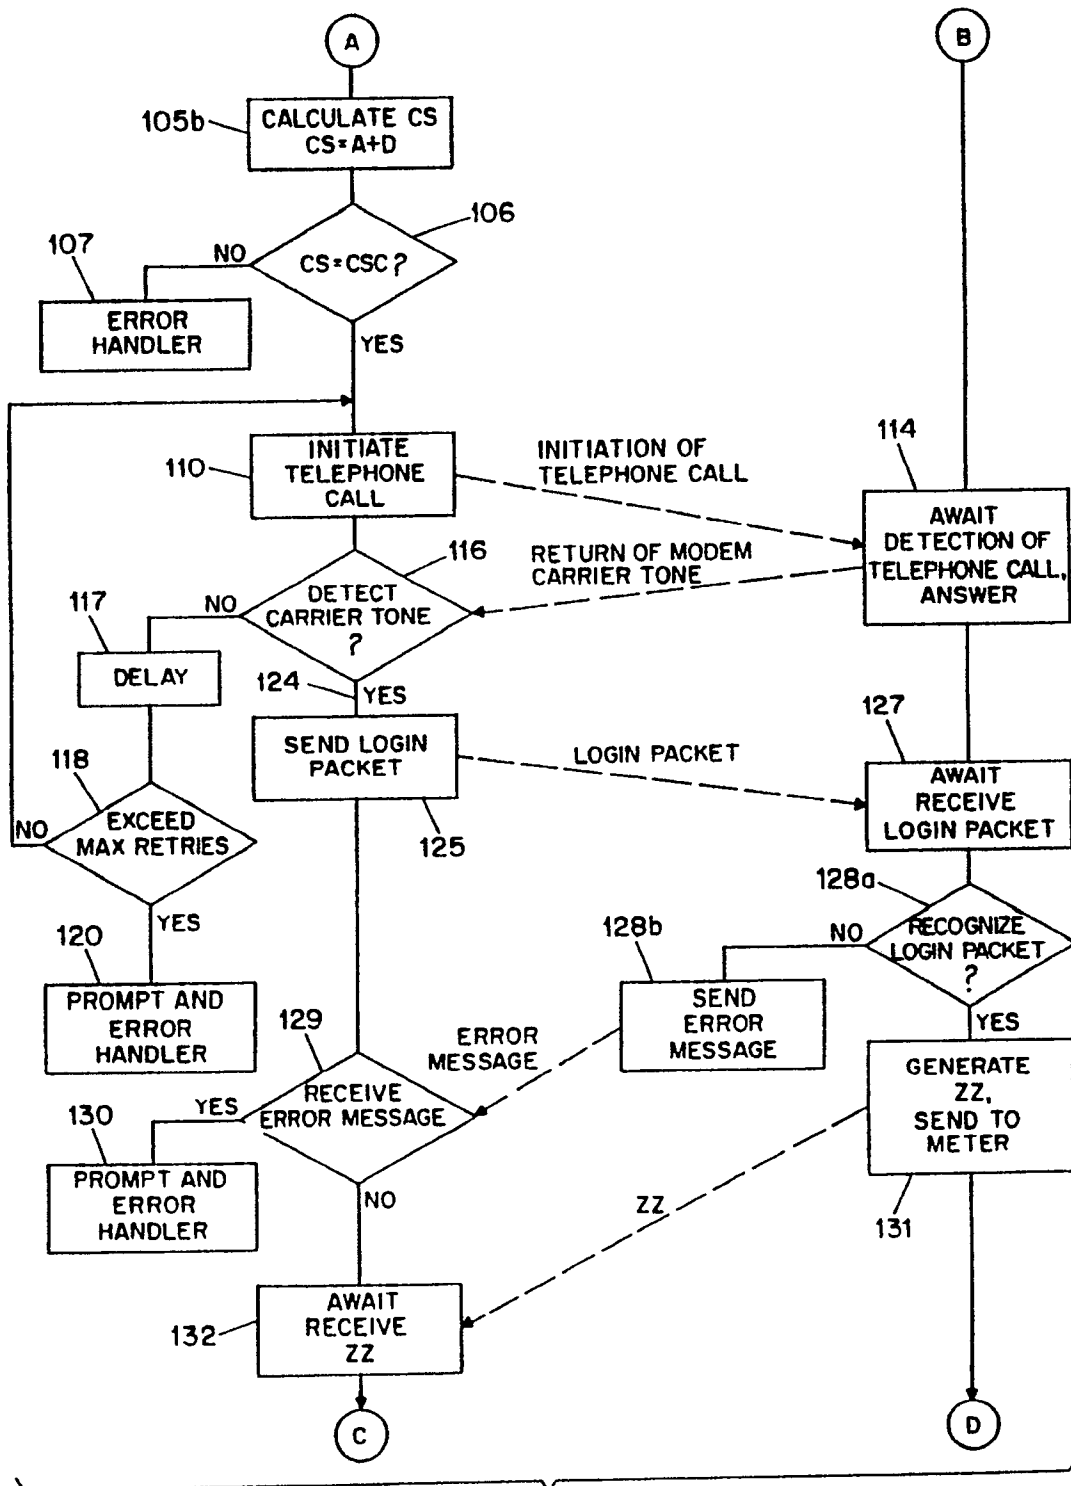 A
B
105b
CALCULATE CS
CS=A+D
106
107
NO
CS=CSC?
ERROR
HANDLER
YES
110
INITIATE
TELEPHONE
CALL
INITIATION OF
TELEPHONE CALL
114
AWAIT
DETECTION OF
TELEPHONE CALL,
ANSWER
116
RETURN OF MODEM
CARRIER TONE
117
NO
DETECT
CARRIER TONE
?
DELAY
124
YES
SEND LOGIN
PACKET
LOGIN PACKET
127
AWAIT
RECEIVE
LOGIN PACKET
118
NO
EXCEED
MAX RETRIES
125
YES
128a
128b
NO
RECOGNIZE
LOGIN PACKET
?
120
PROMPT AND
ERROR
HANDLER
SEND
ERROR
MESSAGE
YES
129
ERROR
MESSAGE
GENERATE
ZZ,
SEND TO
METER
YES
RECEIVE
ERROR MESSAGE
130
PROMPT AND
ERROR
HANDLER
NO
ZZ
131
132
AWAIT
RECEIVE
ZZ
C
D